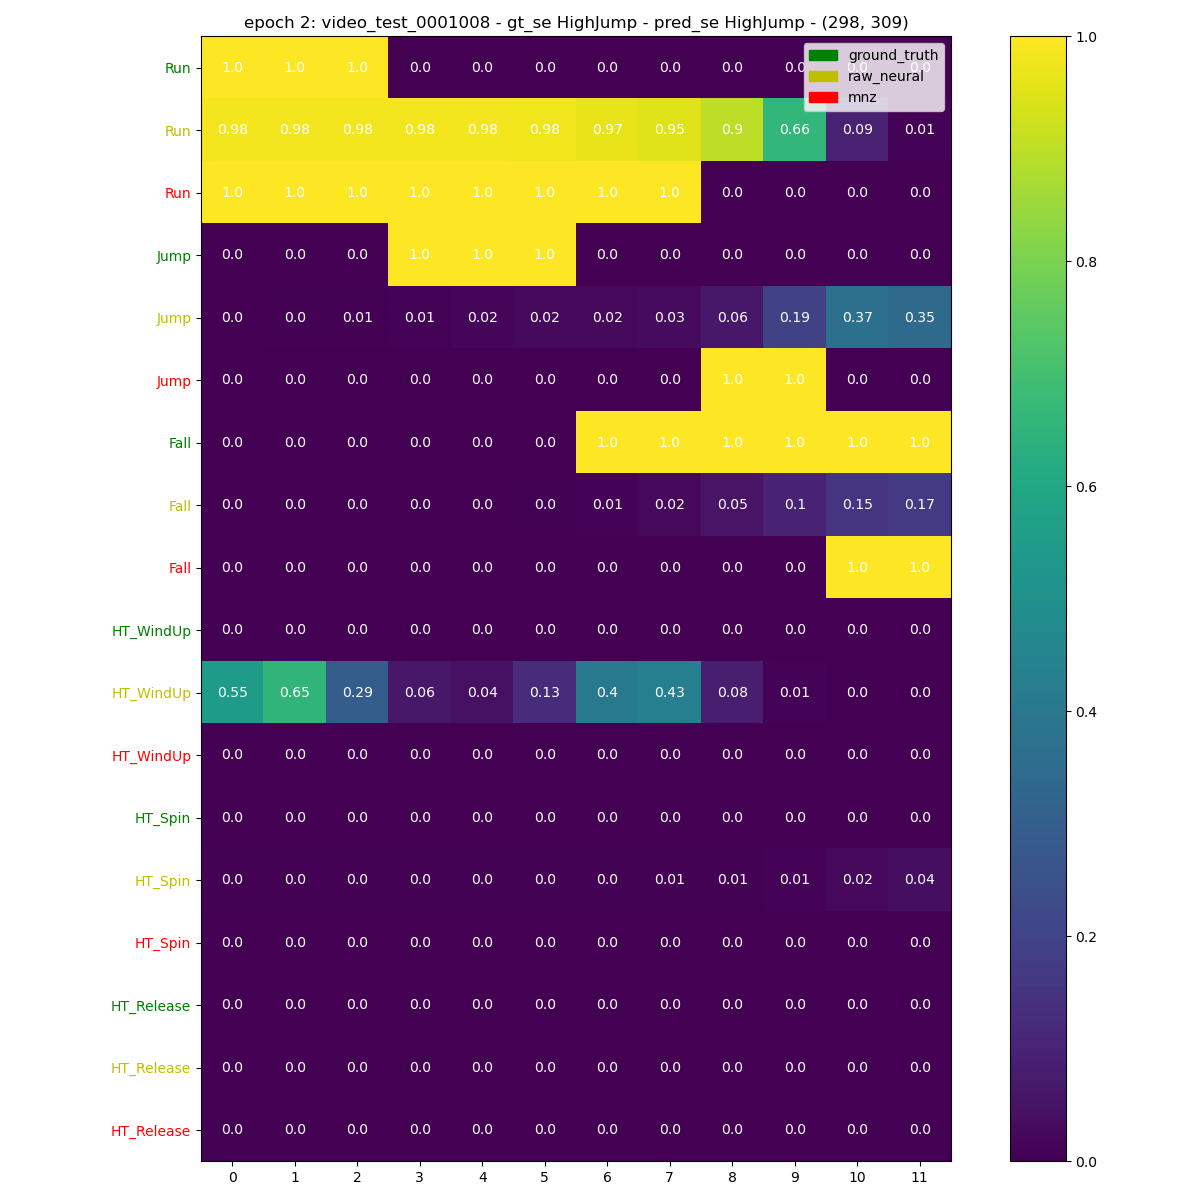 epoch 2: video_test_0001008 - gt_se HighJump - pred_se HighJump - (298, 309)
ground_truth
raw_neural
mnz
Run 1.0 1.0 1.0 0.0 0.0 0.0 0.0 0.0 0.0 0.0 0.0 0.0
Run 0.98 0.98 0.98 0.98 0.98 0.98 0.97 0.95 0.9 0.66 0.09 0.01
Run 1.0 1.0 1.0 1.0 1.0 1.0 1.0 1.0 0.0 0.0 0.0 0.0
Jump 0.0 0.0 0.0 1.0 1.0 1.0 0.0 0.0 0.0 0.0 0.0 0.0
Jump 0.0 0.0 0.01 0.01 0.02 0.02 0.02 0.03 0.06 0.19 0.37 0.35
Jump 0.0 0.0 0.0 0.0 0.0 0.0 0.0 0.0 1.0 1.0 0.0 0.0
Fall 0.0 0.0 0.0 0.0 0.0 0.0 1.0 1.0 1.0 1.0 1.0 1.0
Fall 0.0 0.0 0.0 0.0 0.0 0.0 0.01 0.02 0.05 0.1 0.15 0.17
Fall 0.0 0.0 0.0 0.0 0.0 0.0 0.0 0.0 0.0 0.0 1.0 1.0
HT_WindUp 0.0 0.0 0.0 0.0 0.0 0.0 0.0 0.0 0.0 0.0 0.0 0.0
HT_WindUp 0.55 0.65 0.29 0.06 0.04 0.13 0.4 0.43 0.08 0.01 0.0 0.0
HT_WindUp 0.0 0.0 0.0 0.0 0.0 0.0 0.0 0.0 0.0 0.0 0.0 0.0
HT_Spin 0.0 0.0 0.0 0.0 0.0 0.0 0.0 0.0 0.0 0.0 0.0 0.0
HT_Spin 0.0 0.0 0.0 0.0 0.0 0.0 0.0 0.01 0.01 0.01 0.02 0.04
HT_Spin 0.0 0.0 0.0 0.0 0.0 0.0 0.0 0.0 0.0 0.0 0.0 0.0
HT_Release 0.0 0.0 0.0 0.0 0.0 0.0 0.0 0.0 0.0 0.0 0.0 0.0
HT_Release 0.0 0.0 0.0 0.0 0.0 0.0 0.0 0.0 0.0 0.0 0.0 0.0
HT_Release 0.0 0.0 0.0 0.0 0.0 0.0 0.0 0.0 0.0 0.0 0.0 0.0
0 1 2 3 4 5 6 7 8 9 10 11
1.0
0.8
0.6
0.4
0.2
0.0